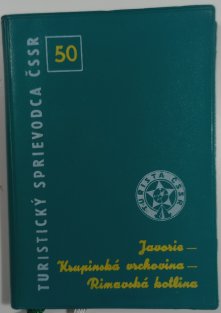 TURISTICKÝ SPRIEVODCA ČSSR
50
TURISTA ČSSR
Javorie —
Krupinská vrchovina —
Rimavská kotlina